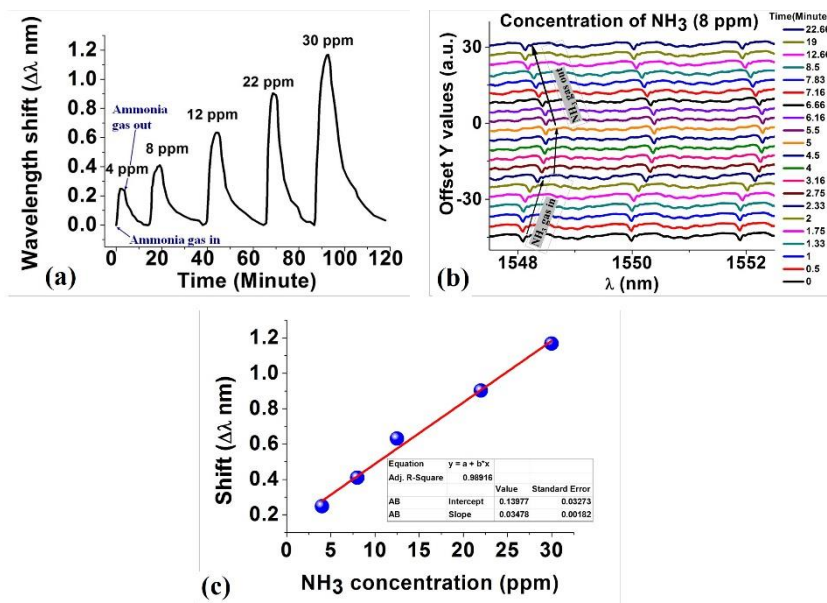 1.2
1.0
0.8
0.6
0.4
0.2
0.0
Wavelength shift (Δλ nm)
30 ppm
22 ppm
12 ppm
8 ppm
4 ppm
Ammonia
gas out
Ammonia gas in
0 20 40 60 80 100 120
Time (Minute)
(a)
Concentration of NH3 (8 ppm)
30
0
-30
Offset Y values (a.u.)
NH3 gas out
NH3 gas in
1548 1550 1552
λ (nm)
(b)
Time(Minute
22.66
19
12.66
8.5
7.83
7.16
6.66
6.16
5.5
5
4.5
4
3.16
2.75
2.33
2
1.75
1.33
1
0.5
0
1.2
1.0
0.8
0.6
0.4
0.2
Shift (Δλ nm)
Equation y = a + b*x
Adj. R-Square 0.98916
Value Standard Error
AB Intercept 0.13977 0.03273
AB Slope 0.03478 0.00182
0 5 10 15 20 25 30
NH3 concentration (ppm)
(c)